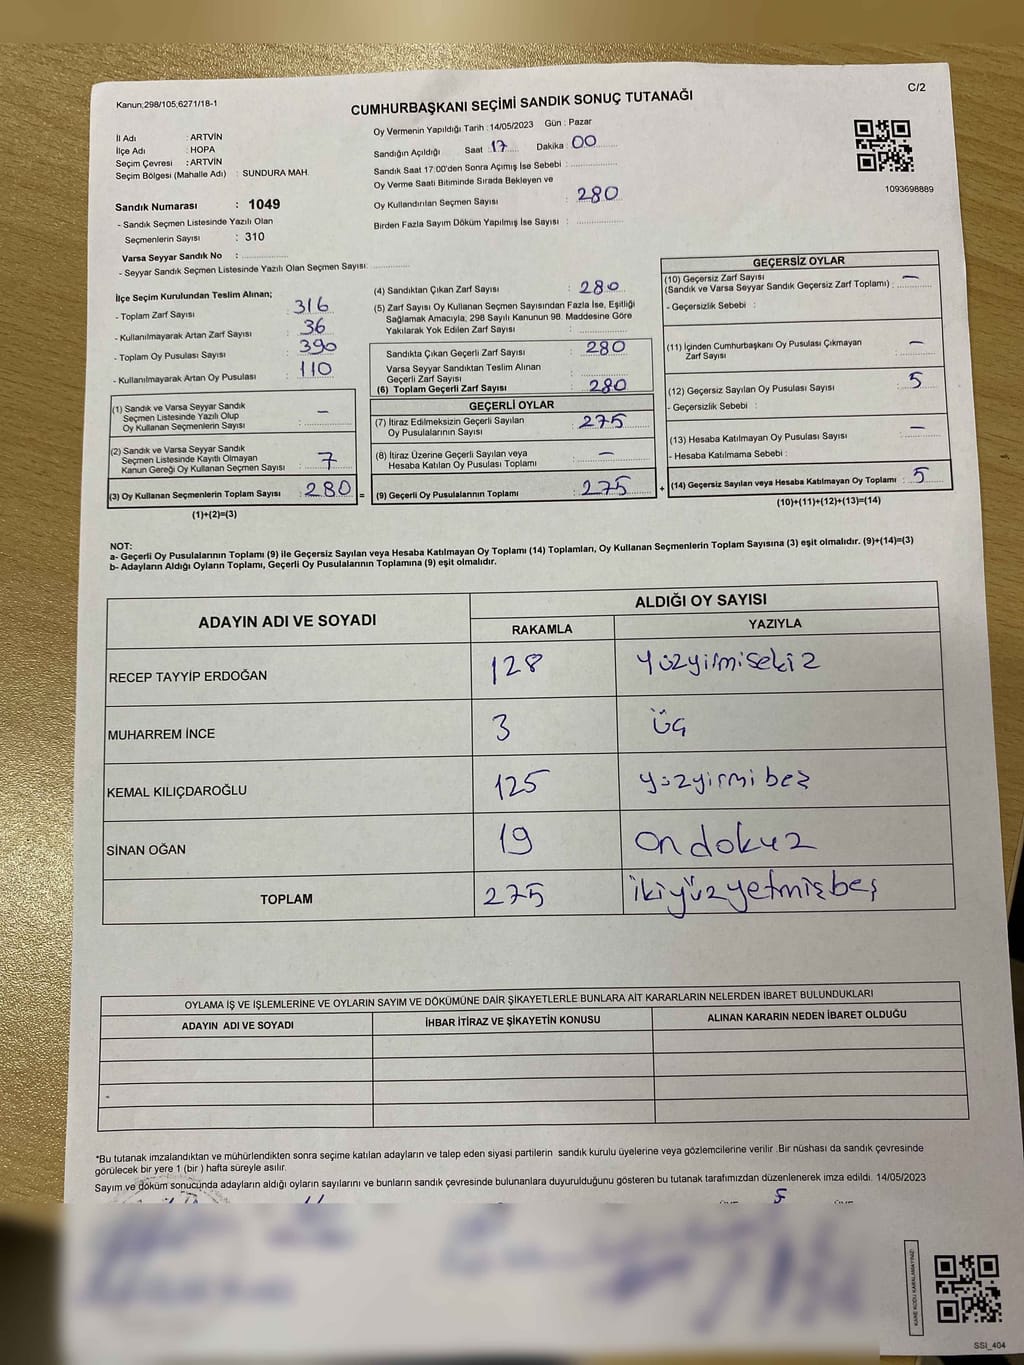 Kanun;298/105,6271/18-1
C/2
CUMHURBAŞKANI SEÇİMİ SANDIK SONUÇ TUTANAĞI
İl Adı : ARTVİN
İlçe Adı : HOPA
Seçim Çevresi : ARTVİN
Seçim Bölgesi (Mahalle Adı) : SUNDURA MAH.
Sandık Numarası : 1049
- Sandık Seçmen Listesinde Yazılı Olan
Seçmenlerin Sayısı : 310
Varsa Seyyar Sandık No : ..............
- Seyyar Sandık Seçmen Listesinde Yazılı Olan Seçmen Sayısı: ............
Oy Vermenin Yapıldığı Tarih : 14/05/2023 Gün : Pazar
Sandığın Açıldığı Saat : 17 Dakika : 00
Sandık Saat 17:00'den Sonra Açımış İse Sebebi : ..............
Oy Verme Saati Bitiminde Sırada Bekleyen ve
Oy Kullandırılan Seçmen Sayısı : 280
Birden Fazla Sayım Döküm Yapılmış İse Sayısı : ..............
1093698889
İlçe Seçim Kurulundan Teslim Alınan;
- Toplam Zarf Sayısı : 316
- Kullanılmayarak Artan Zarf Sayısı : 36
- Toplam Oy Pusulası Sayısı : 390
- Kullanılmayarak Artan Oy Pusulası : 110
(1) Sandık ve Varsa Seyyar Sandık
Seçmen Listesinde Yazılı Olup
Oy Kullanan Seçmenlerin Sayısı : –
(2) Sandık ve Varsa Seyyar Sandık
Seçmen Listesinde Kayıtlı Olmayan
Kanun Gereği Oy Kullanan Seçmen Sayısı : 7
(3) Oy Kullanan Seçmenlerin Toplam Sayısı : 280 =
(1)+(2)=(3)
(4) Sandıktan Çıkan Zarf Sayısı : 280
(5) Zarf Sayısı Oy Kullanan Seçmen Sayısından Fazla İse, Eşitliği
Sağlamak Amacıyla; 298 Sayılı Kanunun 98. Maddesine Göre
Yakılarak Yok Edilen Zarf Sayısı : ..............
Sandıkta Çıkan Geçerli Zarf Sayısı : 280
Varsa Seyyar Sandıktan Teslim Alınan
Geçerli Zarf Sayısı : ..............
(6) Toplam Geçerli Zarf Sayısı : 280
GEÇERLİ OYLAR
(7) İtiraz Edilmeksizin Geçerli Sayılan
Oy Pusulalarının Sayısı : 275
(8) İtiraz Üzerine Geçerli Sayılan veya
Hesaba Katılan Oy Pusulası Toplamı : –
(9) Geçerli Oy Pusulalarının Toplamı : 275 +
GEÇERSİZ OYLAR
(10) Geçersiz Zarf Sayısı
(Sandık ve Varsa Seyyar Sandık Geçersiz Zarf Toplamı) : –
- Geçersizlik Sebebi :
(11) İçinden Cumhurbaşkanı Oy Pusulası Çıkmayan
Zarf Sayısı : –
(12) Geçersiz Sayılan Oy Pusulası Sayısı : 5
- Geçersizlik Sebebi :
(13) Hesaba Katılmayan Oy Pusulası Sayısı : –
- Hesaba Katılmama Sebebi :
(14) Geçersiz Sayılan veya Hesaba Katılmayan Oy Toplamı : 5
(10)+(11)+(12)+(13)=(14)
NOT:
a- Geçerli Oy Pusulalarının Toplamı (9) ile Geçersiz Sayılan veya Hesaba Katılmayan Oy Toplamı (14) Toplamları, Oy Kullanan Seçmenlerin Toplam Sayısına (3) eşit olmalıdır. (9)+(14)=(3)
b- Adayların Aldığı Oyların Toplamı, Geçerli Oy Pusulalarının Toplamına (9) eşit olmalıdır.
ADAYIN ADI VE SOYADI ALDIĞI OY SAYISI
RAKAMLA YAZIYLA
RECEP TAYYİP ERDOĞAN 128 Yüzyirmisekiz
MUHARREM İNCE 3 üç
KEMAL KILIÇDAROĞLU 125 yüzyirmi beş
SİNAN OĞAN 19 on dokuz
TOPLAM 275 ikiyüzyetmişbeş
OYLAMA İŞ VE İŞLEMLERİNE VE OYLARIN SAYIM VE DÖKÜMÜNE DAİR ŞİKAYETLERLE BUNLARA AİT KARARLARIN NELERDEN İBARET BULUNDUKLARI
ADAYIN ADI VE SOYADI İHBAR İTİRAZ VE ŞİKAYETİN KONUSU ALINAN KARARIN NEDEN İBARET OLDUĞU
*Bu tutanak imzalandıktan ve mühürlendikten sonra seçime katılan adayların ve talep eden siyasi partilerin sandık kurulu üyelerine veya gözlemcilerine verilir .Bir nüshası da sandık çevresinde
görülecek bir yere 1 (bir ) hafta süreyle asılır.
Sayım ve döküm sonucunda adayların aldığı oyların sayılarını ve bunların sandık çevresinde bulunanlara duyurulduğunu gösteren bu tutanak tarafımızdan düzenlenerek imza edildi. 14/05/2023
KARE KODU KARALAMAYINIZ!
SSI_404